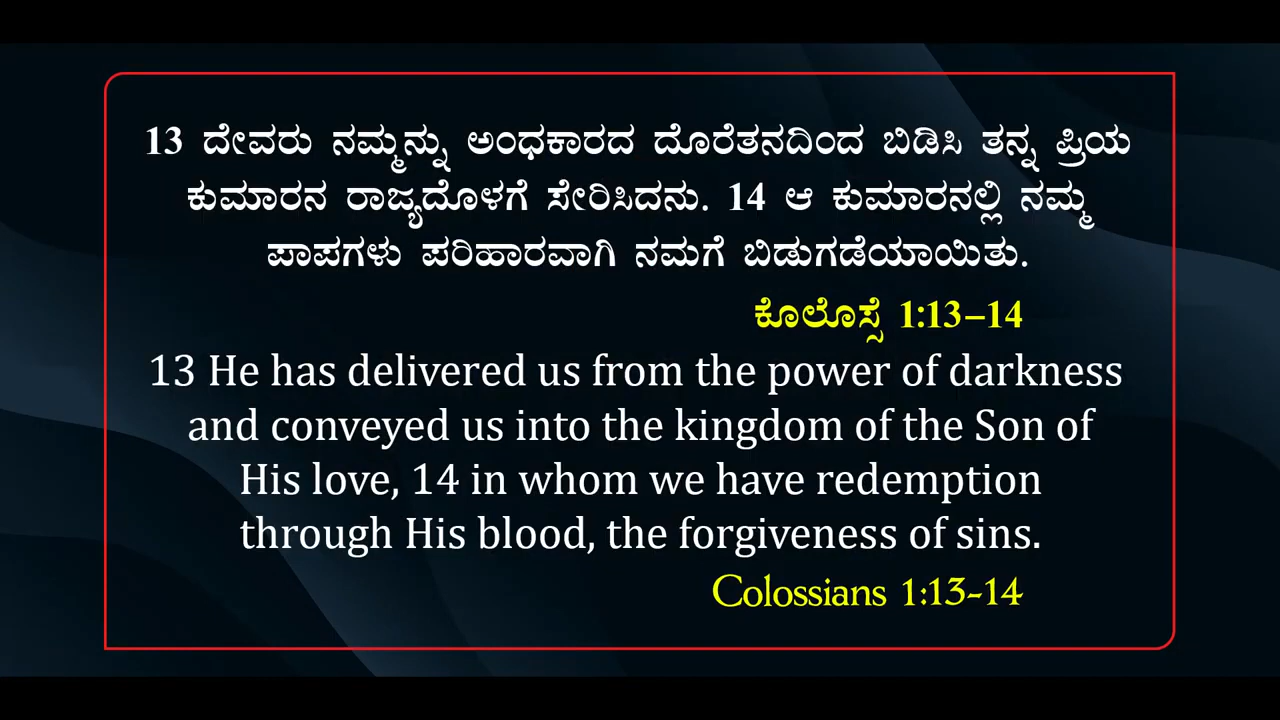 13 ದೇವರು ನಮ್ಮನ್ನು ಅಂಧಕಾರದ ದೊರೆತನದಿಂದ ಬಿಡಿಸಿ ತನ್ನ ಪ್ರಿಯ
ಕುಮಾರನ ರಾಜ್ಯದೊಳಗೆ ಸೇರಿಸಿದನು. 14 ಆ ಕುಮಾರನಲ್ಲಿ ನಮ್ಮ
ಪಾಪಗಳು ಪರಿಹಾರವಾಗಿ ನಮಗೆ ಬಿಡುಗಡೆಯಾಯಿತು.
ಕೊಲೊಸ್ಸೆ 1:13–14
13 He has delivered us from the power of darkness
and conveyed us into the kingdom of the Son of
His love, 14 in whom we have redemption
through His blood, the forgiveness of sins.
Colossians 1:13-14